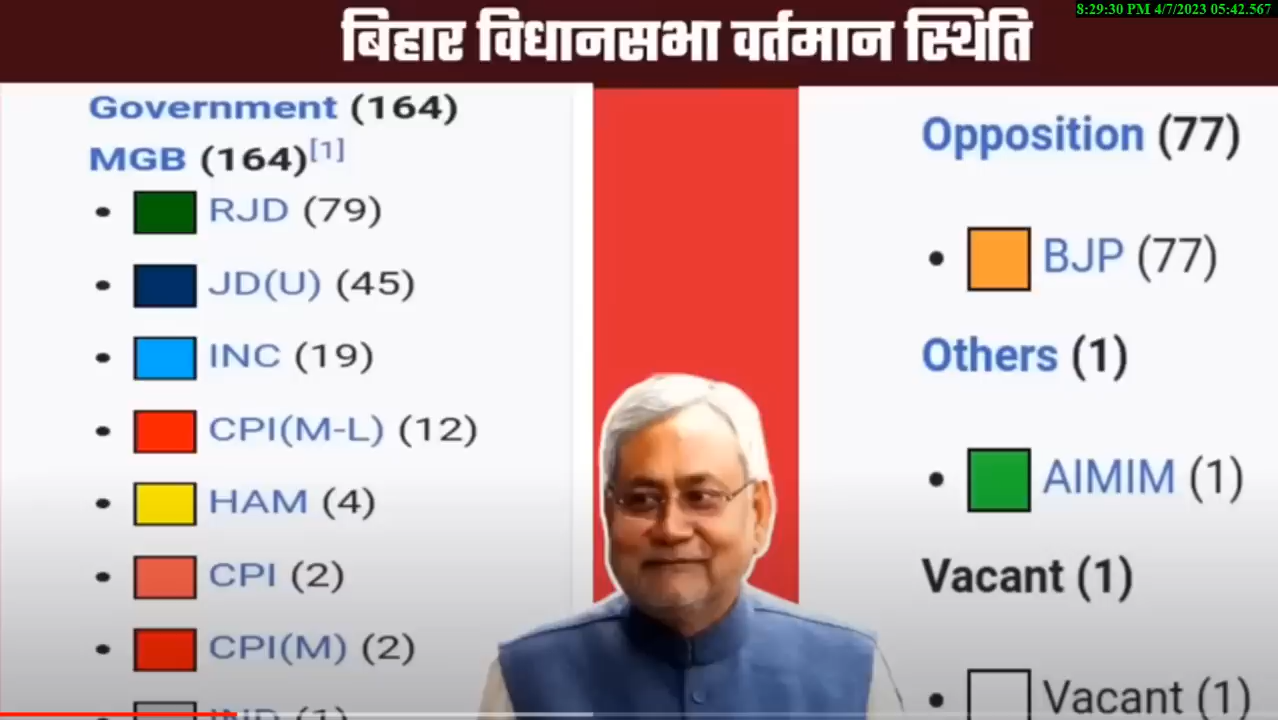 8:29:30 PM 4/7/2023 05:42.567
बिहार विधानसभा वर्तमान स्थिति
Government (164)
MGB (164)[1]
RJD (79)
JD(U) (45)
INC (19)
CPI(M-L) (12)
HAM (4)
CPI (2)
CPI(M) (2)
IND (1)
Opposition (77)
BJP (77)
Others (1)
AIMIM (1)
Vacant (1)
Vacant (1)